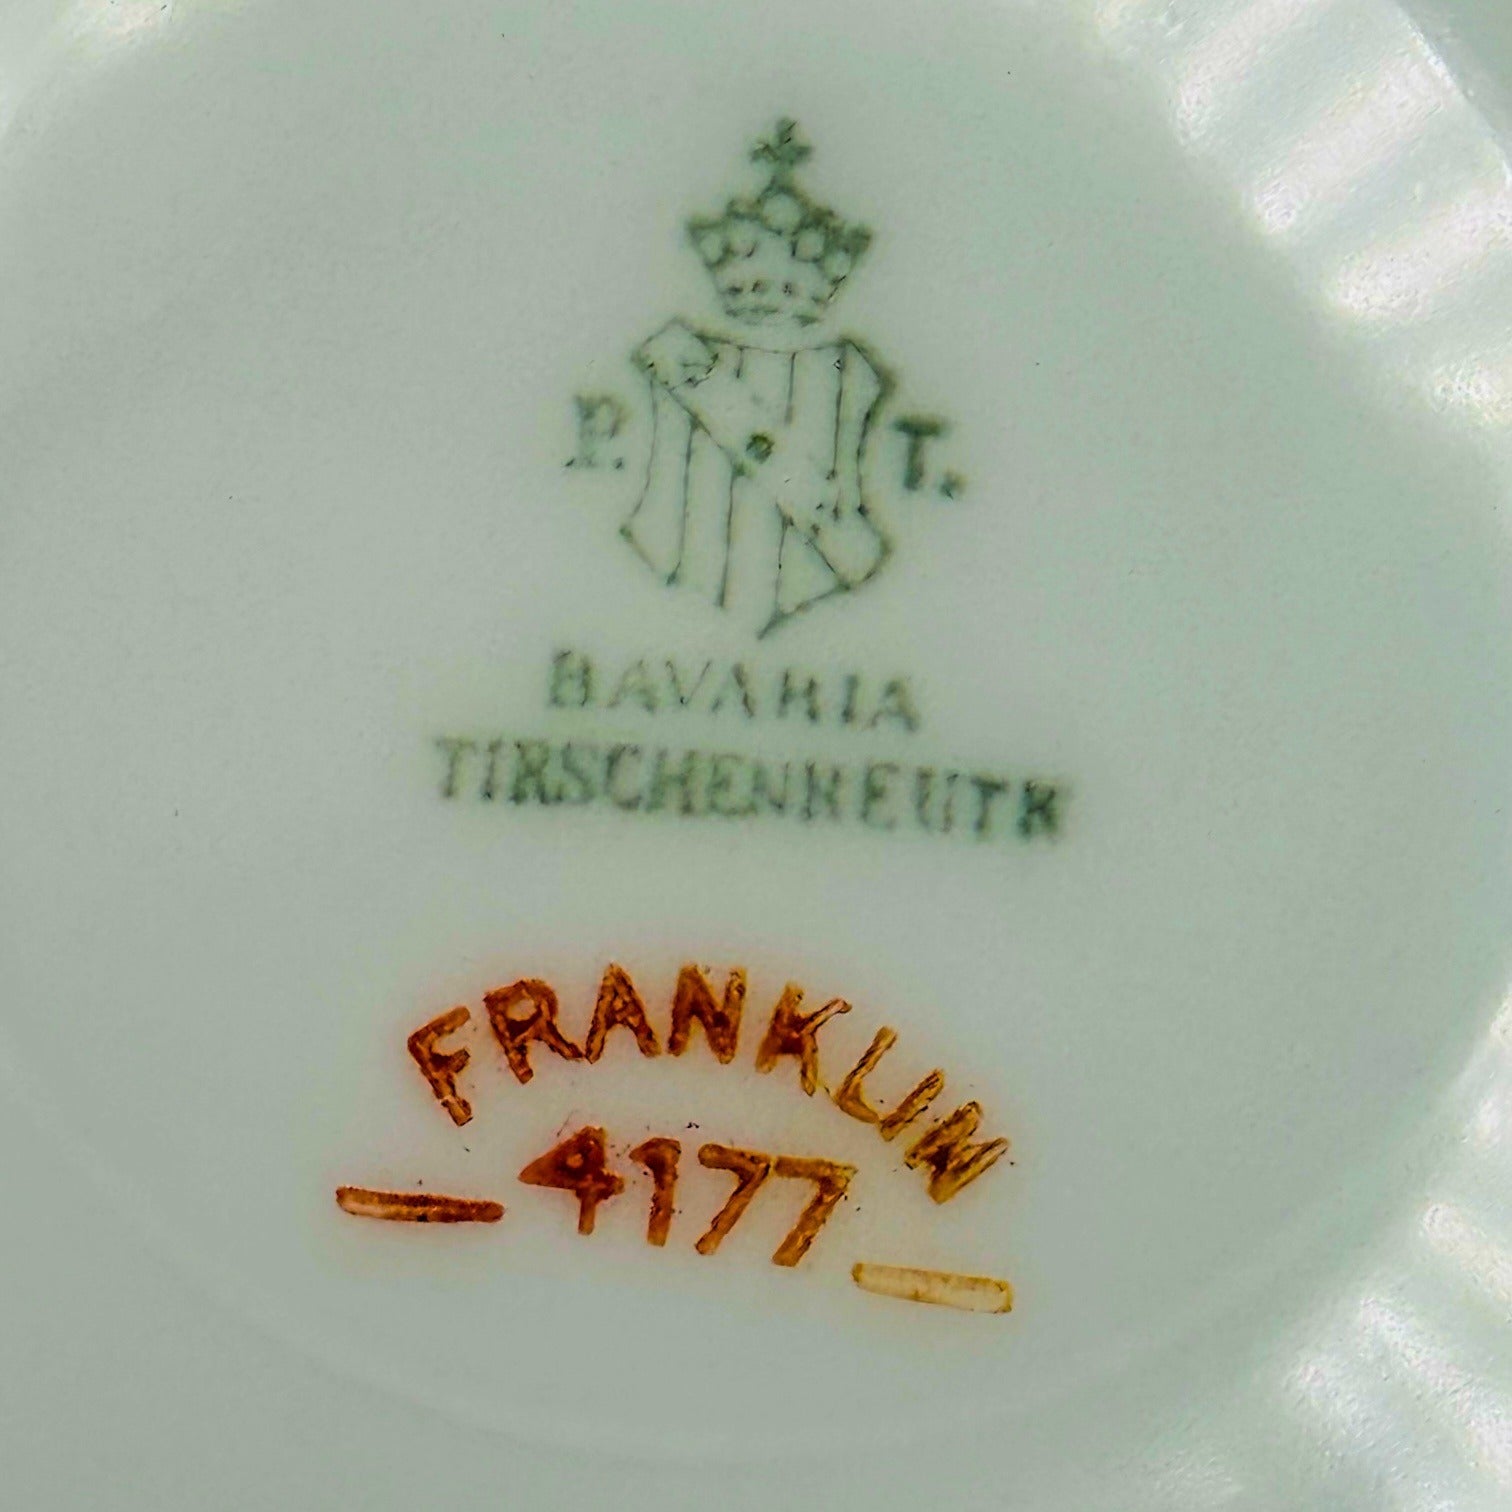 P. T.
BAVARIA
TIRSCHENREUTH
FRANKLIN
— 4177 —